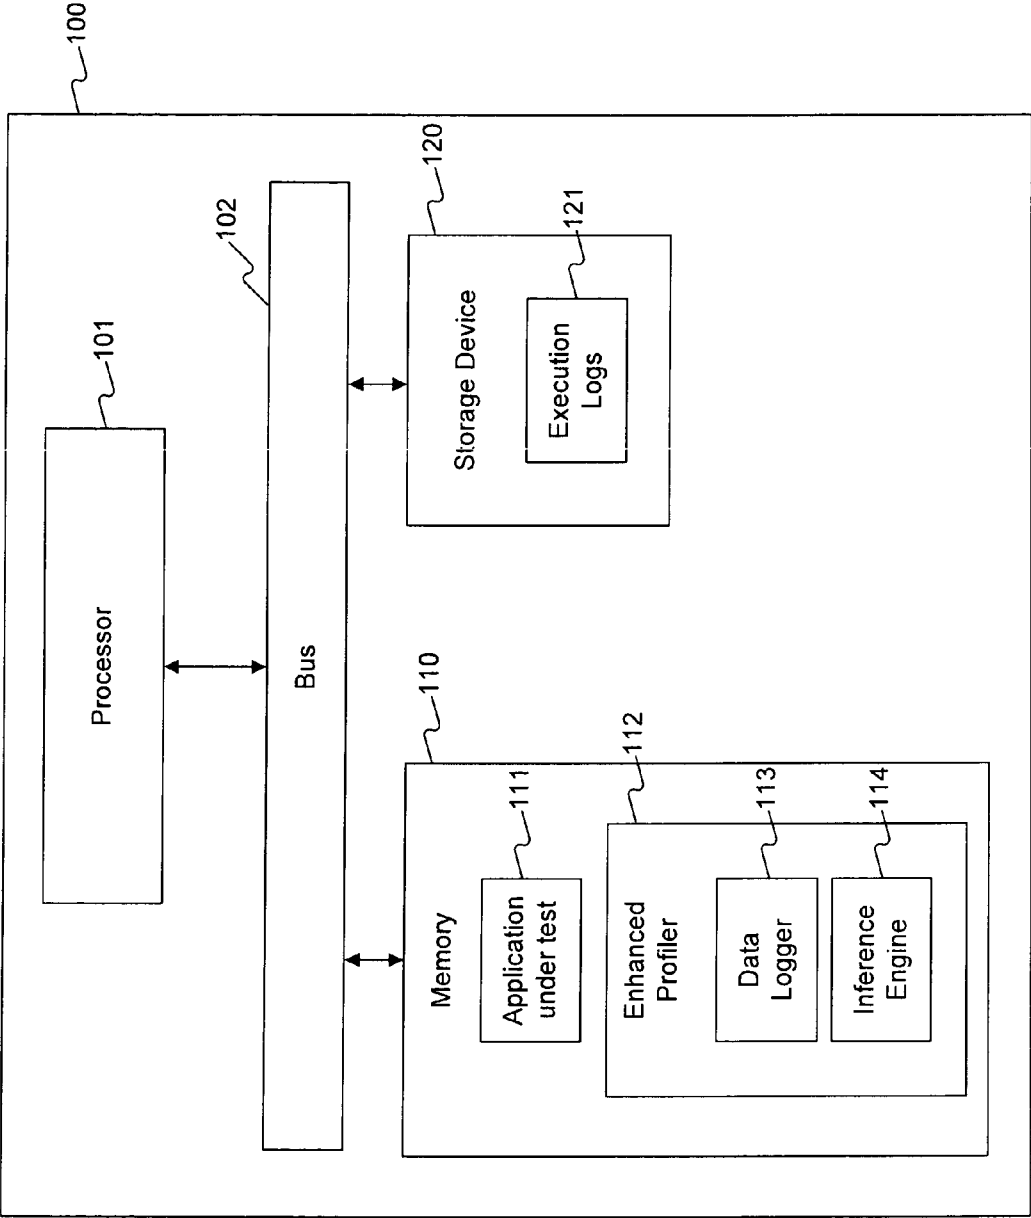 100
Processor
101
Bus
102
Memory
110
Application
under test
111
Enhanced
Profiler
112
Data
Logger
113
Inference
Engine
114
Storage Device
120
Execution
Logs
121